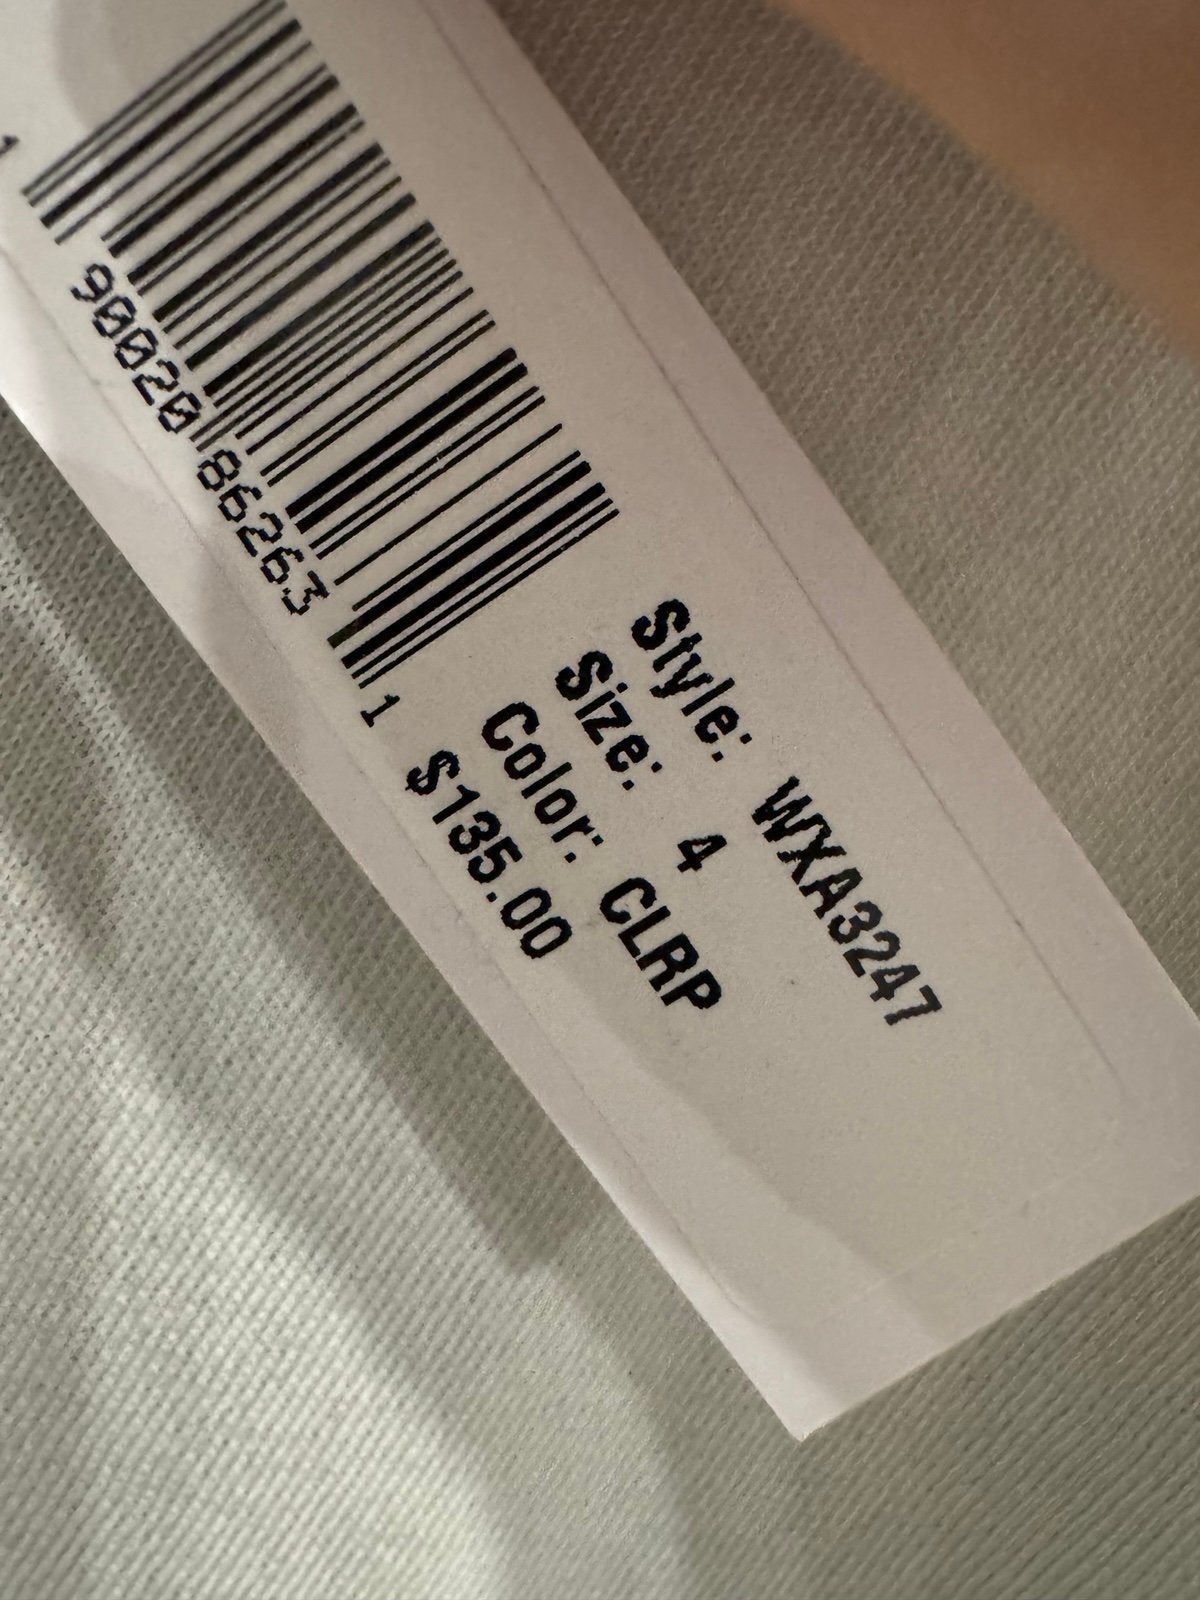 1 90020 86263 1
Style: WXA3247
Size: 4
Color: CLRP
$135.00